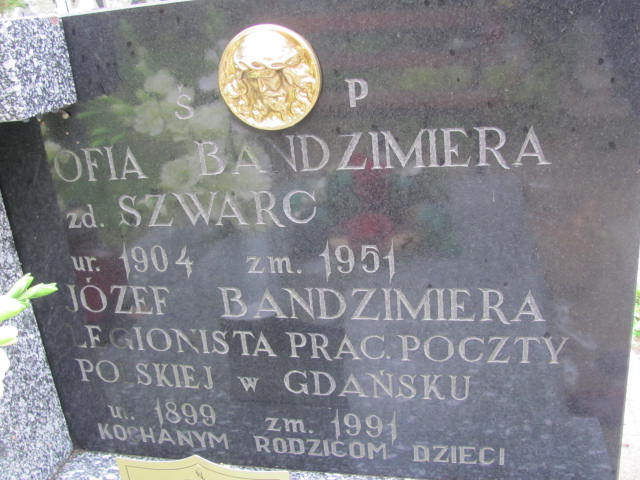 Ś P
OFIA BANDZIMIERA
zd. SZWARC
ur. 1904 zm. 1951
JÓZEF BANDZIMIERA
LEGIONISTA PRAC. POCZTY
PO SKIEJ w GDAŃSKU
ur. 1899 zm. 1991
KOCHANYM RODZICOM DZIECI